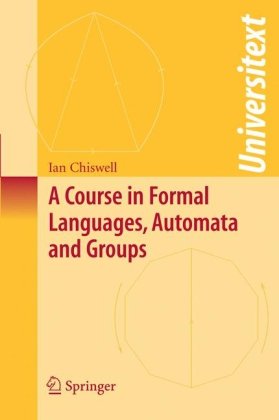 Universitext
Ian Chiswell
A Course in Formal
Languages, Automata
and Groups
Springer